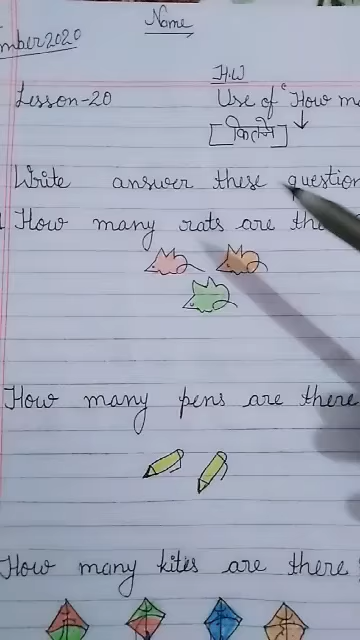 Name
mber2020
H.W
Lesson-20 Use of "How m
[कितने]
Write answer these question
How many rats are the
How many pens are there
How many kites are there